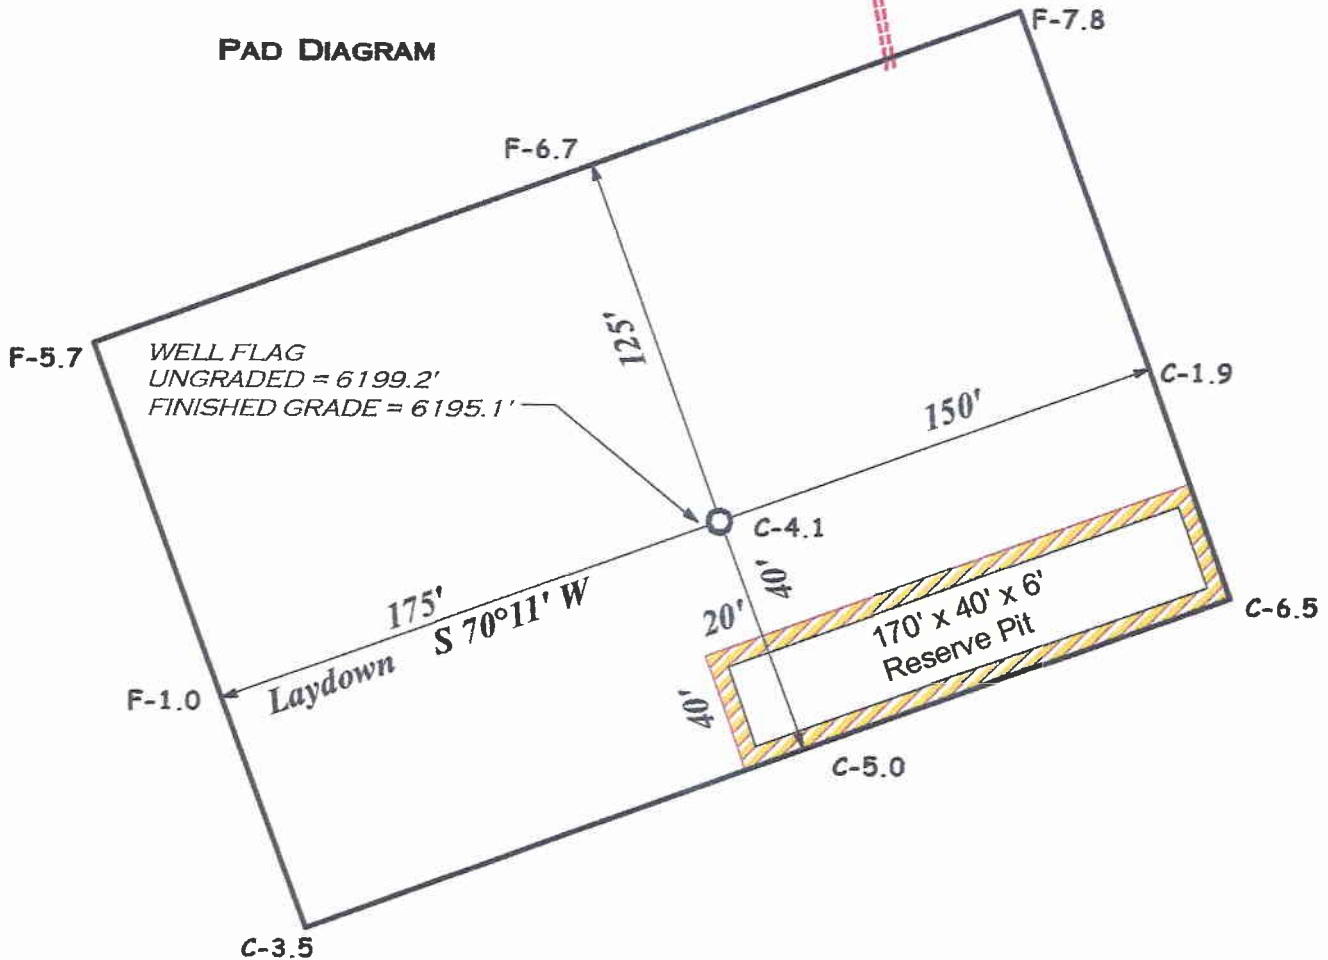 PAD DIAGRAM
F-7.8
F-6.7
F-5.7
WELL FLAG
UNGRADED = 6199.2'
FINISHED GRADE = 6195.1'
125'
C-1.9
150'
C-4.1
40'
175'
S 70°11' W
Laydown
20'
170' x 40' x 6'
Reserve Pit
C-6.5
F-1.0
40'
C-5.0
C-3.5